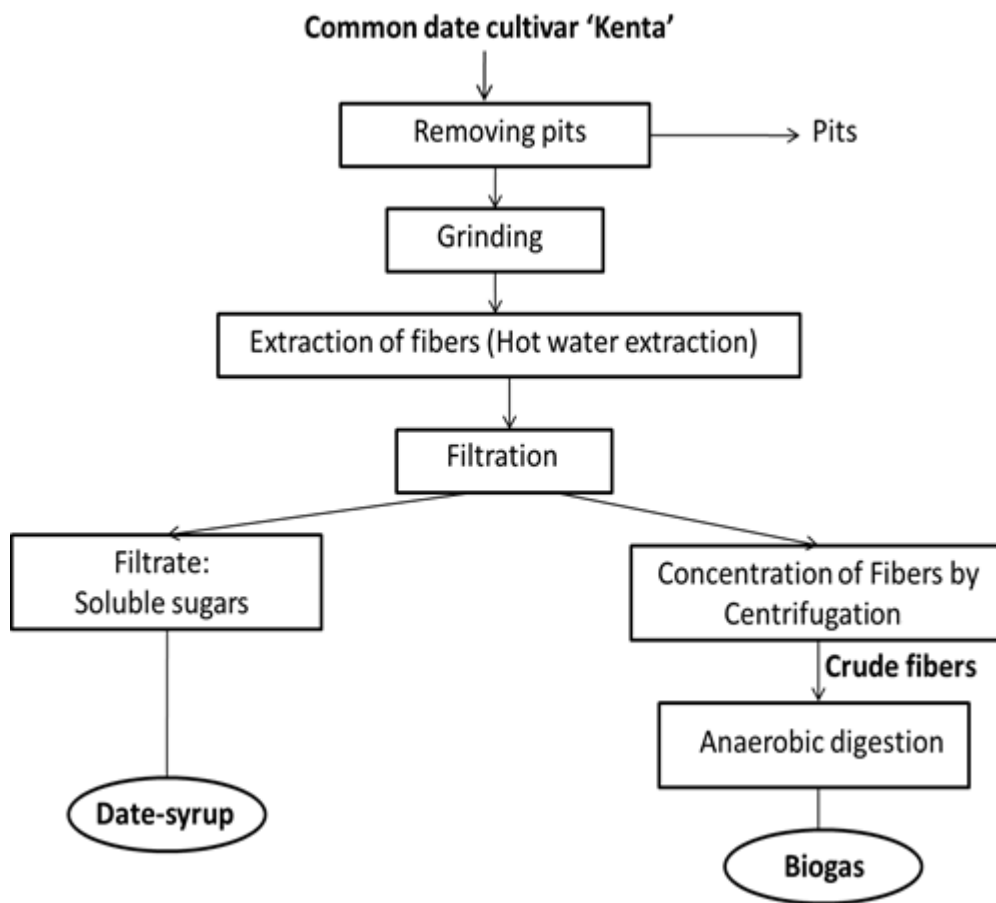 Common date cultivar ‘Kenta’
Removing pits
Pits
Grinding
Extraction of fibers (Hot water extraction)
Filtration
Filtrate:
Soluble sugars
Concentration of Fibers by
Centrifugation
Crude fibers
Anaerobic digestion
Date-syrup
Biogas